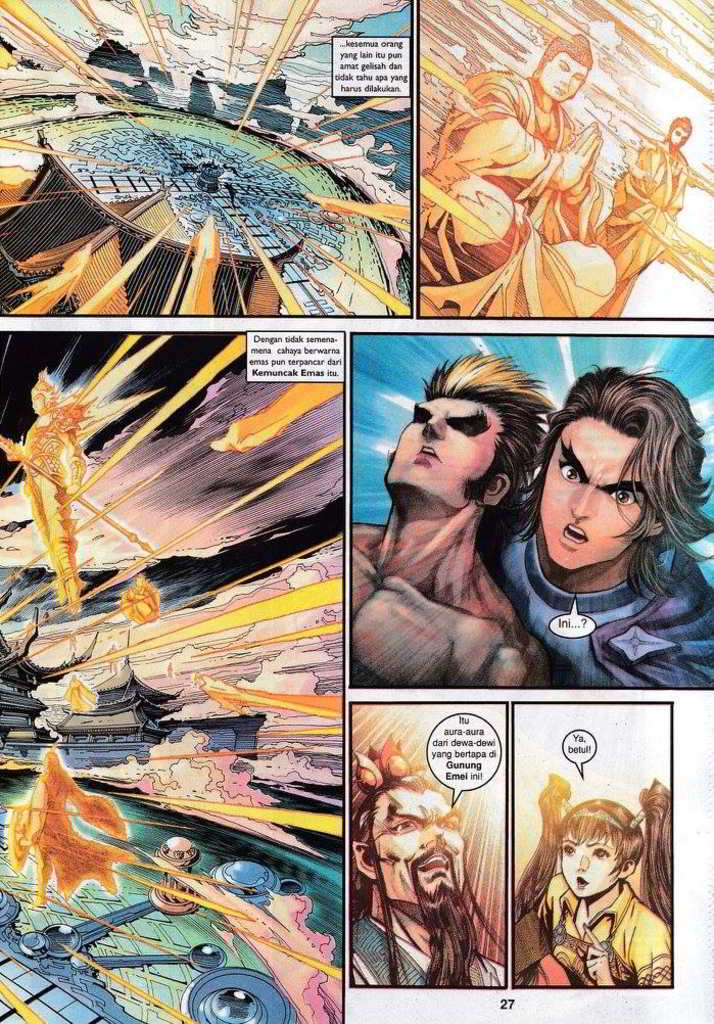 ...kesemua orang
yang lain itu pun
amat gelisah dan
tidak tahu apa yang
harus dilakukan.
Dengan tidak semena-
mena cahaya berwarna
emas pun terpancar dari
Kemuncak Emas itu.
Ini...?
Itu
aura-aura
dari dewa-dewi
yang bertapa di
Gunung
Emei ini!
Ya,
betul!
27